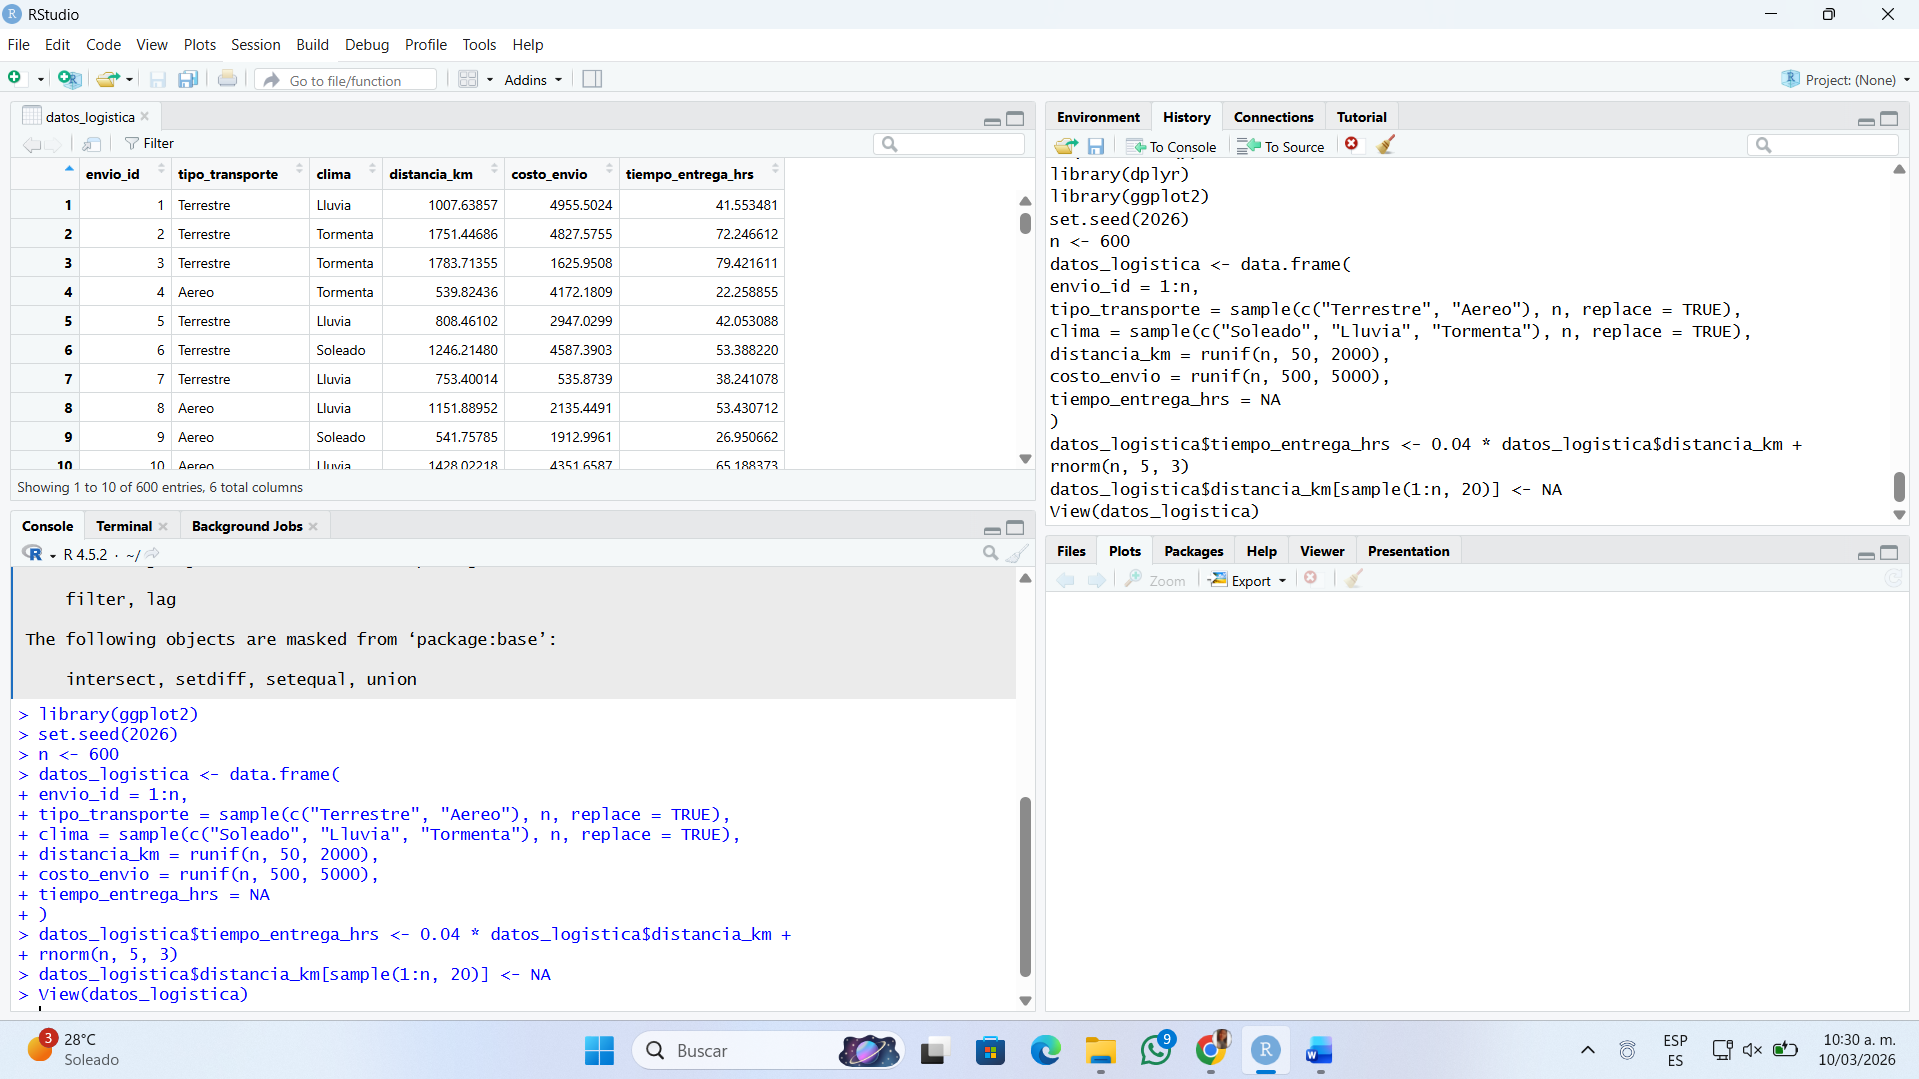 RStudio
File Edit Code View Plots Session Build Debug Profile Tools Help
Go to file/function Addins Project: (None)
datos_logistica
Filter
envio_id tipo_transporte clima distancia_km costo_envio tiempo_entrega_hrs
1 1 Terrestre Lluvia 1007.63857 4955.5024 41.553481
2 2 Terrestre Tormenta 1751.44686 4827.5755 72.246612
3 3 Terrestre Tormenta 1783.71355 1625.9508 79.421611
4 4 Aereo Tormenta 539.82436 4172.1809 22.258855
5 5 Terrestre Lluvia 808.46102 2947.0299 42.053088
6 6 Terrestre Soleado 1246.21480 4587.3903 53.388220
7 7 Terrestre Lluvia 753.40014 535.8739 38.241078
8 8 Aereo Lluvia 1151.88952 2135.4491 53.430712
9 9 Aereo Soleado 541.75785 1912.9961 26.950662
10 10 Aereo Lluvia 1428.02218 4351.6587 65.188373
Showing 1 to 10 of 600 entries, 6 total columns
Console Terminal Background Jobs
R 4.5.2 · ~/
filter, lag
The following objects are masked from ‘package:base’:
intersect, setdiff, setequal, union
> library(ggplot2)
> set.seed(2026)
> n <- 600
> datos_logistica <- data.frame(
+ envio_id = 1:n,
+ tipo_transporte = sample(c("Terrestre", "Aereo"), n, replace = TRUE),
+ clima = sample(c("Soleado", "Lluvia", "Tormenta"), n, replace = TRUE),
+ distancia_km = runif(n, 50, 2000),
+ costo_envio = runif(n, 500, 5000),
+ tiempo_entrega_hrs = NA
+ )
> datos_logistica$tiempo_entrega_hrs <- 0.04 * datos_logistica$distancia_km +
+ rnorm(n, 5, 3)
> datos_logistica$distancia_km[sample(1:n, 20)] <- NA
> View(datos_logistica)
Environment History Connections Tutorial
To Console To Source
library(dplyr)
library(ggplot2)
set.seed(2026)
n <- 600
datos_logistica <- data.frame(
envio_id = 1:n,
tipo_transporte = sample(c("Terrestre", "Aereo"), n, replace = TRUE),
clima = sample(c("Soleado", "Lluvia", "Tormenta"), n, replace = TRUE),
distancia_km = runif(n, 50, 2000),
costo_envio = runif(n, 500, 5000),
tiempo_entrega_hrs = NA
)
datos_logistica$tiempo_entrega_hrs <- 0.04 * datos_logistica$distancia_km +
rnorm(n, 5, 3)
datos_logistica$distancia_km[sample(1:n, 20)] <- NA
View(datos_logistica)
Files Plots Packages Help Viewer Presentation
Zoom Export
3 28°C
Soleado
Buscar
9
ESP
ES
10:30 a. m.
10/03/2026